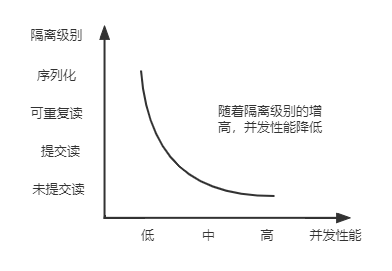 隔离级别
序列化
可重复读
提交读
未提交读
随着隔离级别的增
高，并发性能降低
低
中
高
并发性能